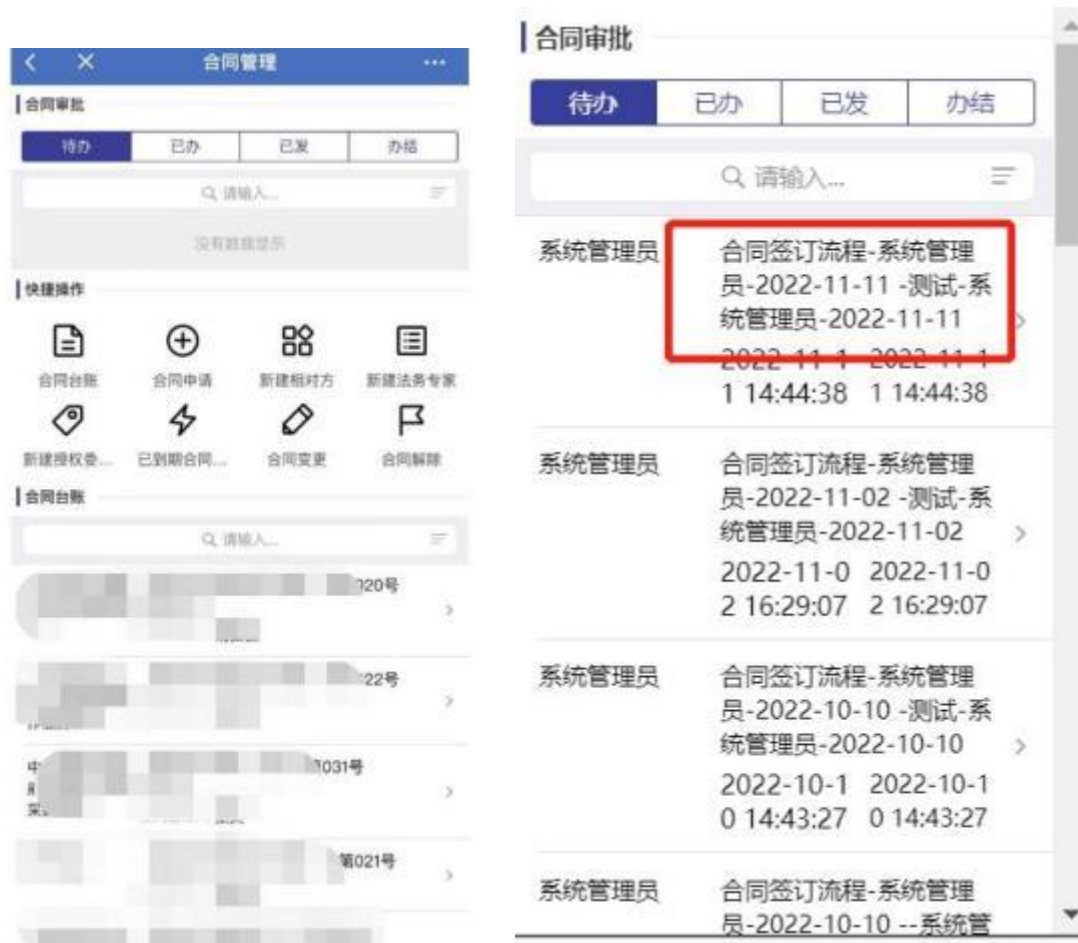 合同管理
合同审批
待办 已办 已发 办结
请输入...
没有数据显示
快捷操作
合同台账 合同申请 新建相对方 新建法务专家
新建授权委... 已到期合同... 合同变更 合同解除
合同台账
请输入...
020号
22号
中
031号
采
第021号
合同审批
待办 已办 已发 办结
请输入...
系统管理员
合同签订流程-系统管理
员-2022-11-11 -测试-系
统管理员-2022-11-11
2022-11-1 2022-11-1
1 14:44:38 1 14:44:38
系统管理员
合同签订流程-系统管理
员-2022-11-02 -测试-系
统管理员-2022-11-02
2022-11-0 2022-11-0
2 16:29:07 2 16:29:07
系统管理员
合同签订流程-系统管理
员-2022-10-10 -测试-系
统管理员-2022-10-10
2022-10-1 2022-10-1
0 14:43:27 0 14:43:27
系统管理员
合同签订流程-系统管理
员-2022-10-10 --系统管